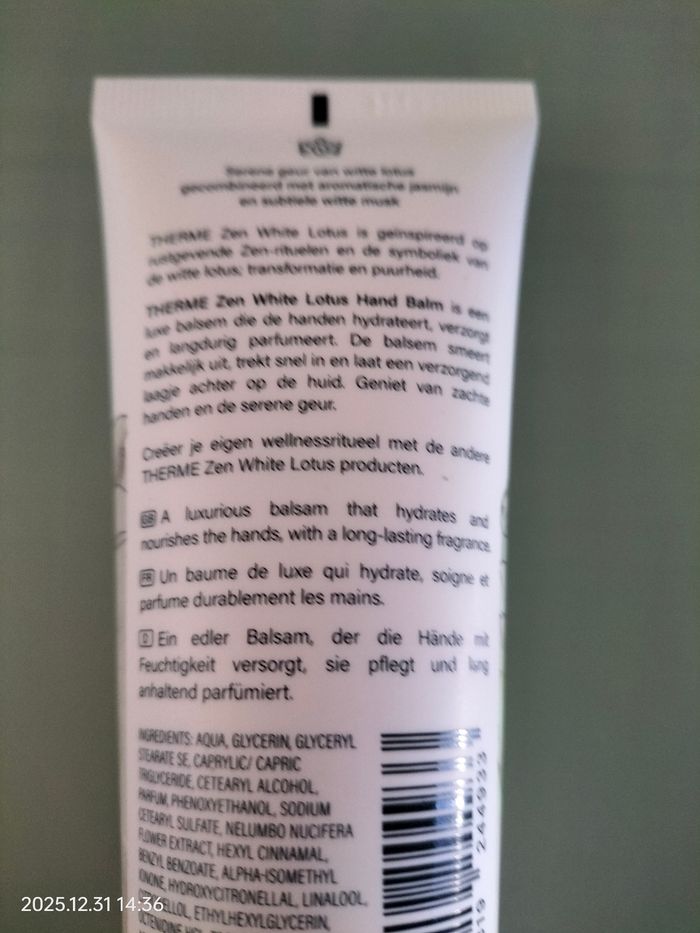 Serene geur van witte lotus
gecombineerd met aromatische jasmijn
en subtiele witte musk
THERME Zen White Lotus is geïnspireerd op
rustgevende Zen-rituelen en de symboliek van
de witte lotus; transformatie en puurheid.
THERME Zen White Lotus Hand Balm is een
luxe balsem die de handen hydrateert, verzorgt
en langdurig parfumeert. De balsem smeert
makkelijk uit, trekt snel in en laat een verzorgend
laagje achter op de huid. Geniet van zachte
handen en de serene geur.
Creëer je eigen wellnessritueel met de andere
THERME Zen White Lotus producten.
GB A luxurious balsam that hydrates and
nourishes the hands, with a long-lasting fragrance.
FR Un baume de luxe qui hydrate, soigne et
parfume durablement les mains.
D Ein edler Balsam, der die Hände mit
Feuchtigkeit versorgt, sie pflegt und lang
anhaltend parfümiert.
INGREDIENTS: AQUA, GLYCERIN, GLYCERYL
STEARATE SE, CAPRYLIC/ CAPRIC
TRIGLYCERIDE, CETEARYL ALCOHOL,
PARFUM, PHENOXYETHANOL, SODIUM
CETEARYL SULFATE, NELUMBO NUCIFERA
FLOWER EXTRACT, HEXYL CINNAMAL,
BENZYL BENZOATE, ALPHA-ISOMETHYL
IONONE, HYDROXYCITRONELLAL, LINALOOL,
ETHYLHEXYLGLYCERIN,
244933
2025.12.31 14:36